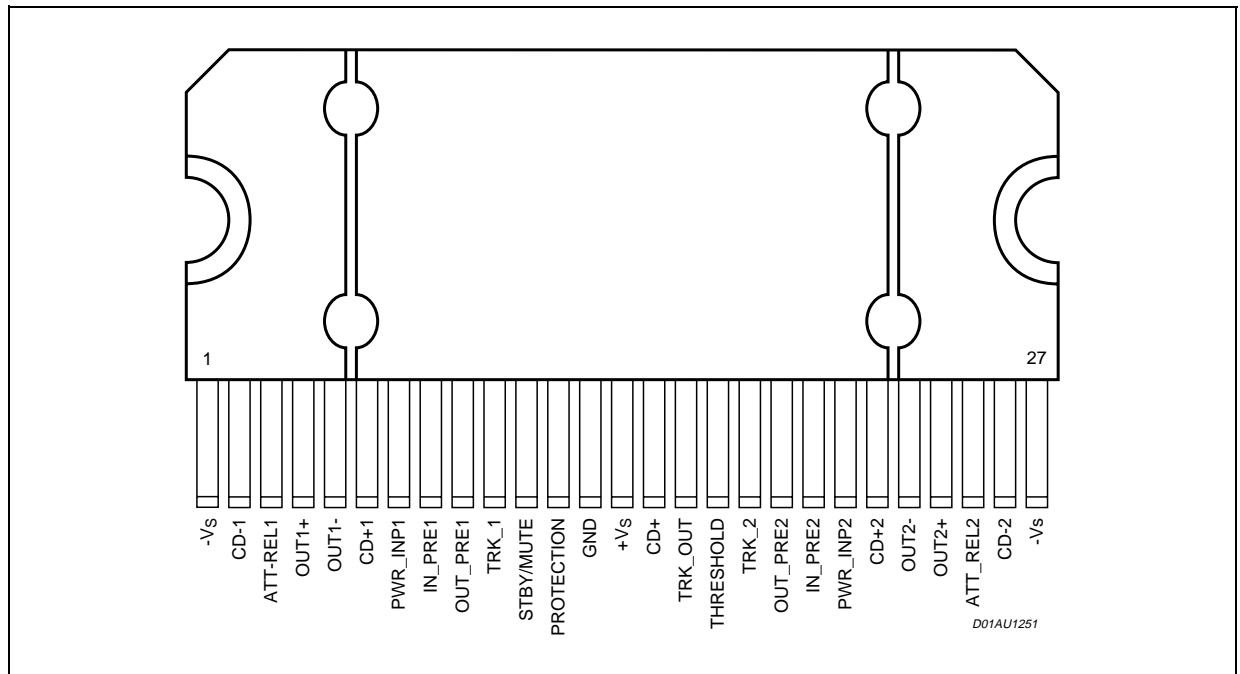 1
27
-Vs
CD-1
ATT-REL1
OUT1+
OUT1-
CD+1
PWR_INP1
IN_PRE1
OUT_PRE1
TRK_1
STBY/MUTE
PROTECTION
GND
+Vs
CD+
TRK_OUT
THRESHOLD
TRK_2
OUT_PRE2
IN_PRE2
PWR_INP2
CD+2
OUT2-
OUT2+
ATT_REL2
CD-2
-Vs
D01AU1251